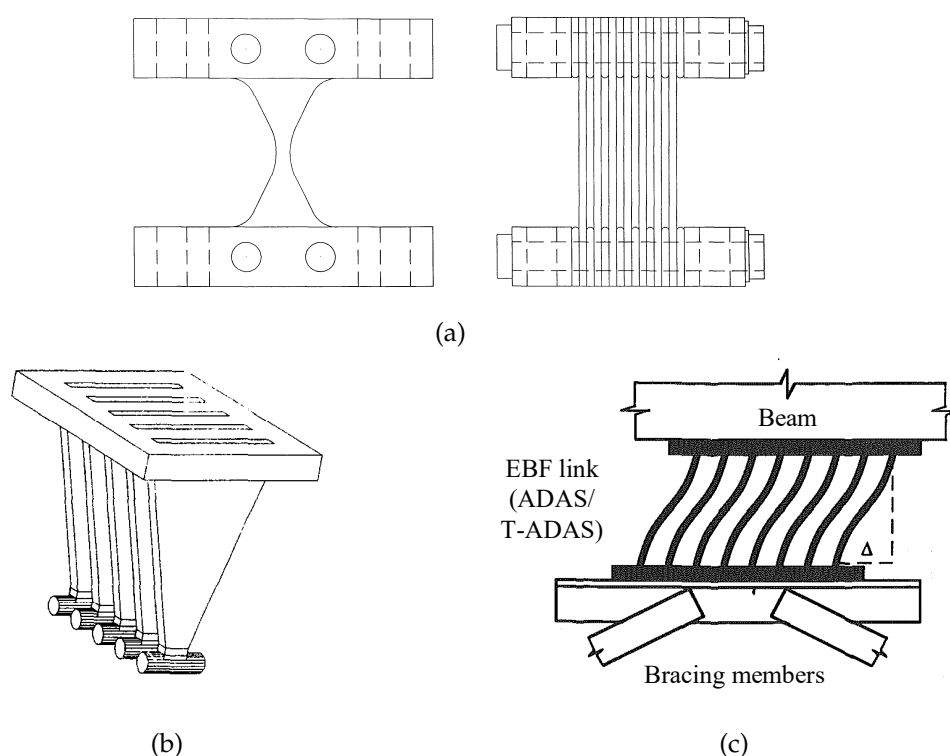 (a)
Beam
EBF link
(ADAS/
T-ADAS)
Δ
Bracing members
(b)
(c)